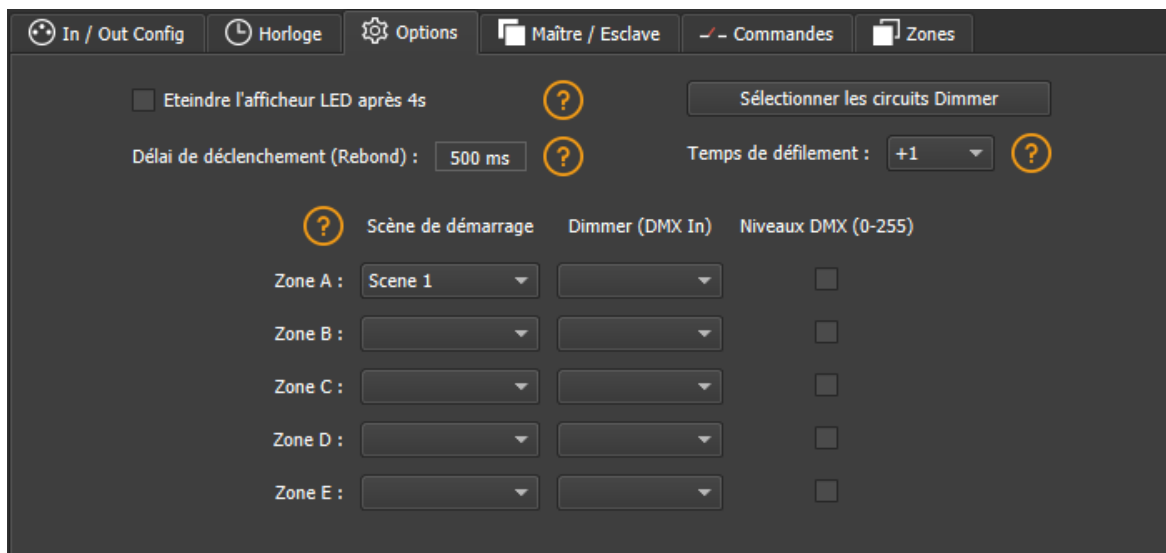 In / Out Config Horloge Options Maître / Esclave Commandes Zones
Eteindre l'afficheur LED après 4s ? Sélectionner les circuits Dimmer
Délai de déclenchement (Rebond) : 500 ms ? Temps de défilement : +1 ?
? Scène de démarrage Dimmer (DMX In) Niveaux DMX (0-255)
Zone A : Scene 1
Zone B :
Zone C :
Zone D :
Zone E :